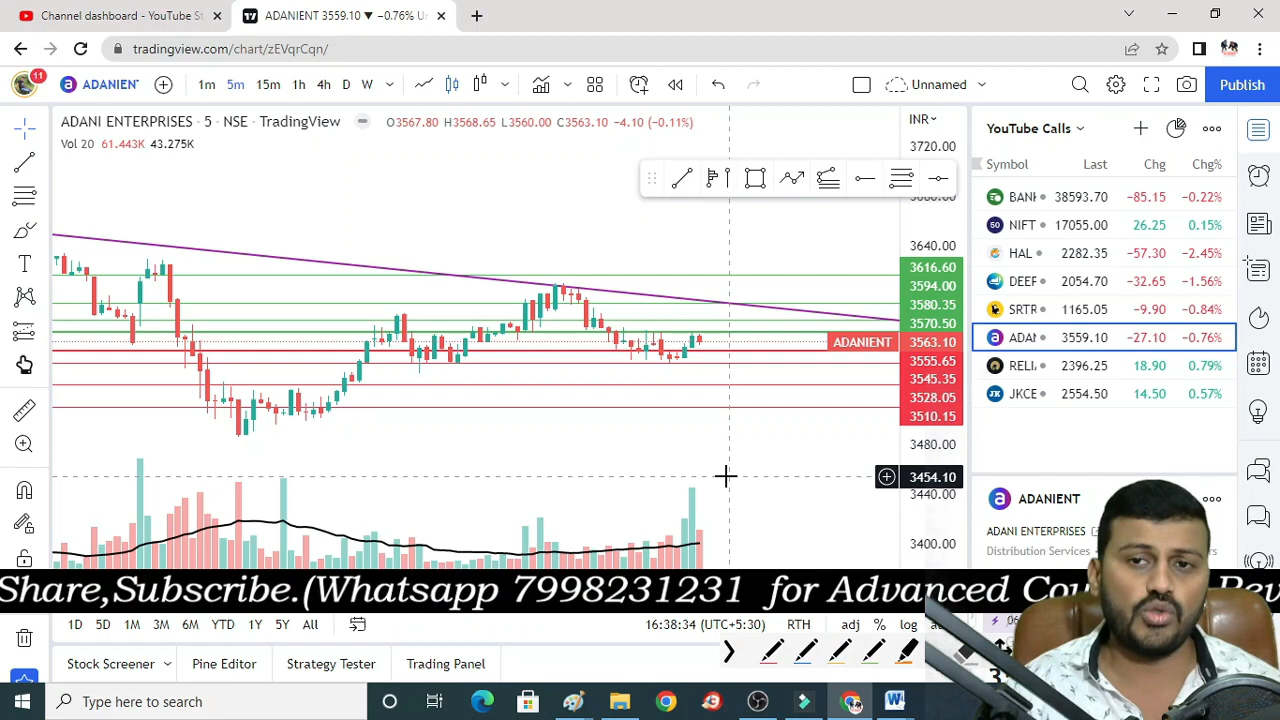 Channel dashboard - YouTube St
ADANIENT 3559.10 ▼ −0.76% Ur
tradingview.com/chart/zEVqrCqn/
11
ADANIENT
1m 5m 15m 1h 4h D W
Unnamed
Publish
ADANI ENTERPRISES · 5 · NSE · TradingView
O3567.80 H3568.65 L3560.00 C3563.10 −4.10 (−0.11%)
Vol 20 61.443K 43.275K
INR
3720.00
3640.00
3616.60
3594.00
3580.35
3570.50
ADANIENT 3563.10
3555.65
3545.35
3528.05
3510.15
3480.00
3454.10
3440.00
3400.00
YouTube Calls
Symbol Last Chg Chg%
BANK 38593.70 −85.15 −0.22%
50 NIFT 17055.00 26.25 0.15%
HAL 2282.35 −57.30 −2.45%
DEEF 2054.70 −32.65 −1.56%
SRTR 1165.05 −9.90 −0.84%
ADAN 3559.10 −27.10 −0.76%
RELI 2396.25 18.90 0.79%
JK JKCE 2554.50 14.50 0.57%
ADANIENT
ADANI ENTERPRISES
Distribution Services
Share,Subscribe.(Whatsapp 7998231231 for Advanced Cou Rev
1D 5D 1M 3M 6M YTD 1Y 5Y All
16:38:34 (UTC+5:30) RTH adj % log
Stock Screener Pine Editor Strategy Tester Trading Panel
Type here to search